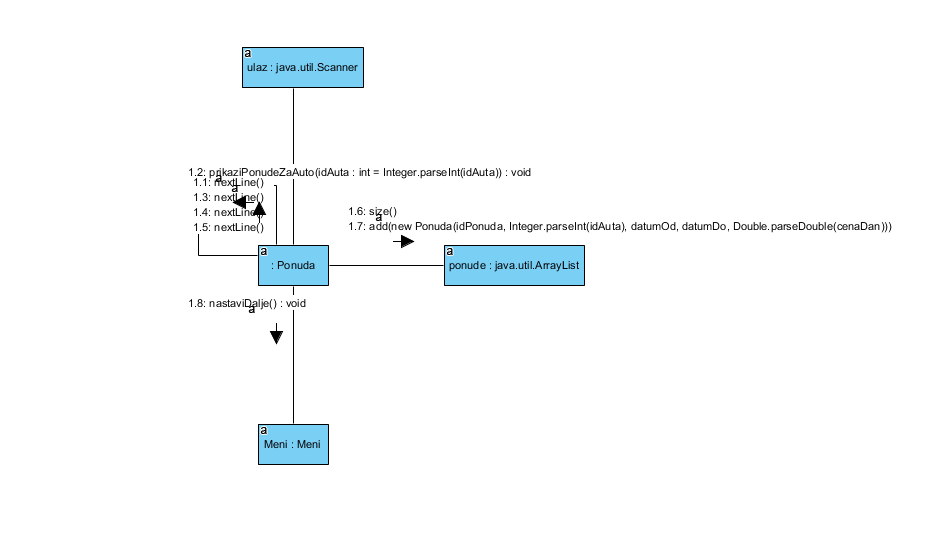 a
ulaz : java.util.Scanner
1.2: prikaziPonudeZaAuto(idAuta : int = Integer.parseInt(idAuta)) : void
a
1.1: nextLine()
a
1.3: nextLine()
1.4: nextLine()
1.5: nextLine()
1.6: size()
a
1.7: add(new Ponuda(idPonuda, Integer.parseInt(idAuta), datumOd, datumDo, Double.parseDouble(cenaDan)))
a
: Ponuda
a
ponude : java.util.ArrayList
1.8: nastaviDalje() : void
a
a
Meni : Meni